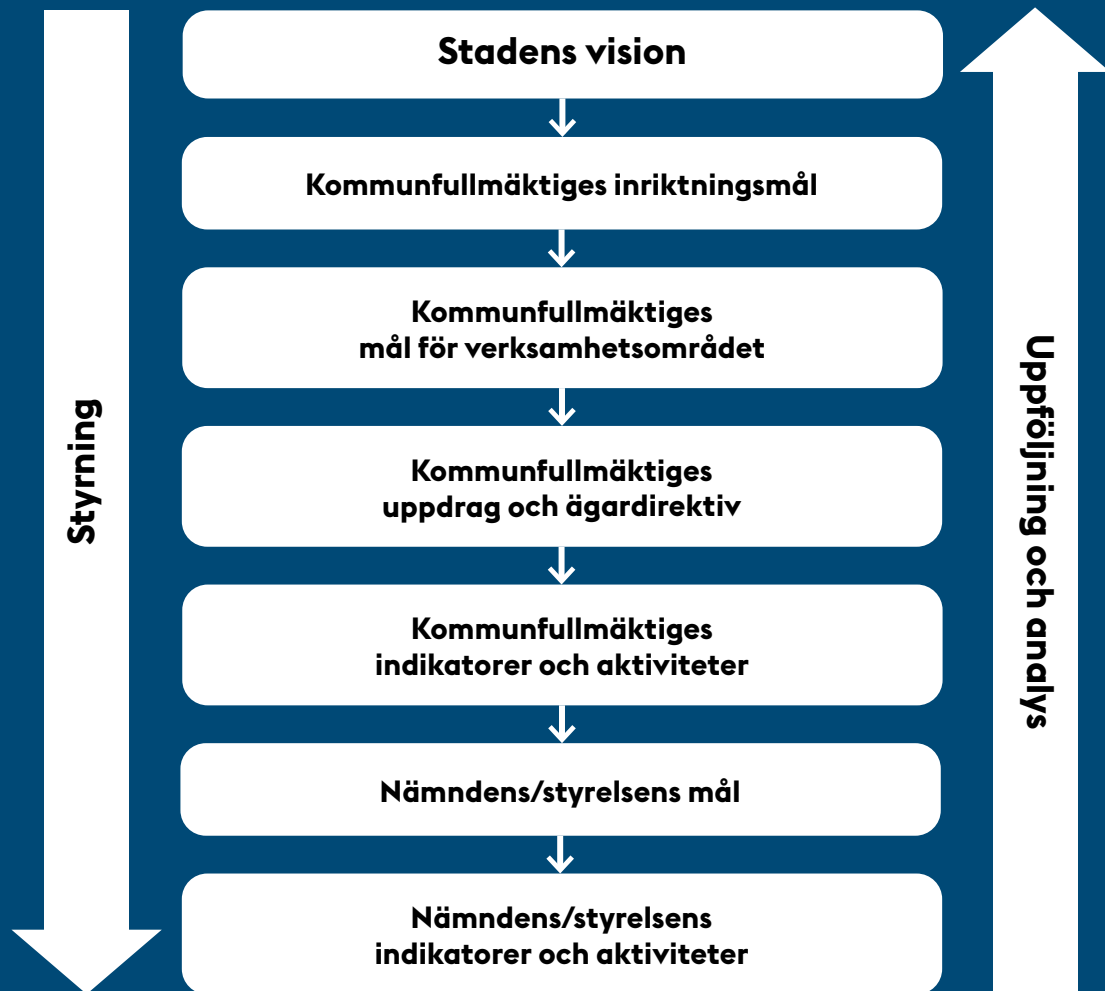 Stadens vision
Kommunfullmäktiges inriktningsmål
Kommunfullmäktiges
mål för verksamhetsområdet
Kommunfullmäktiges
uppdrag och ägardirektiv
Kommunfullmäktiges
indikatorer och aktiviteter
Nämndens/styrelsens mål
Nämndens/styrelsens
indikatorer och aktiviteter
Styrning
Uppföljning och analys